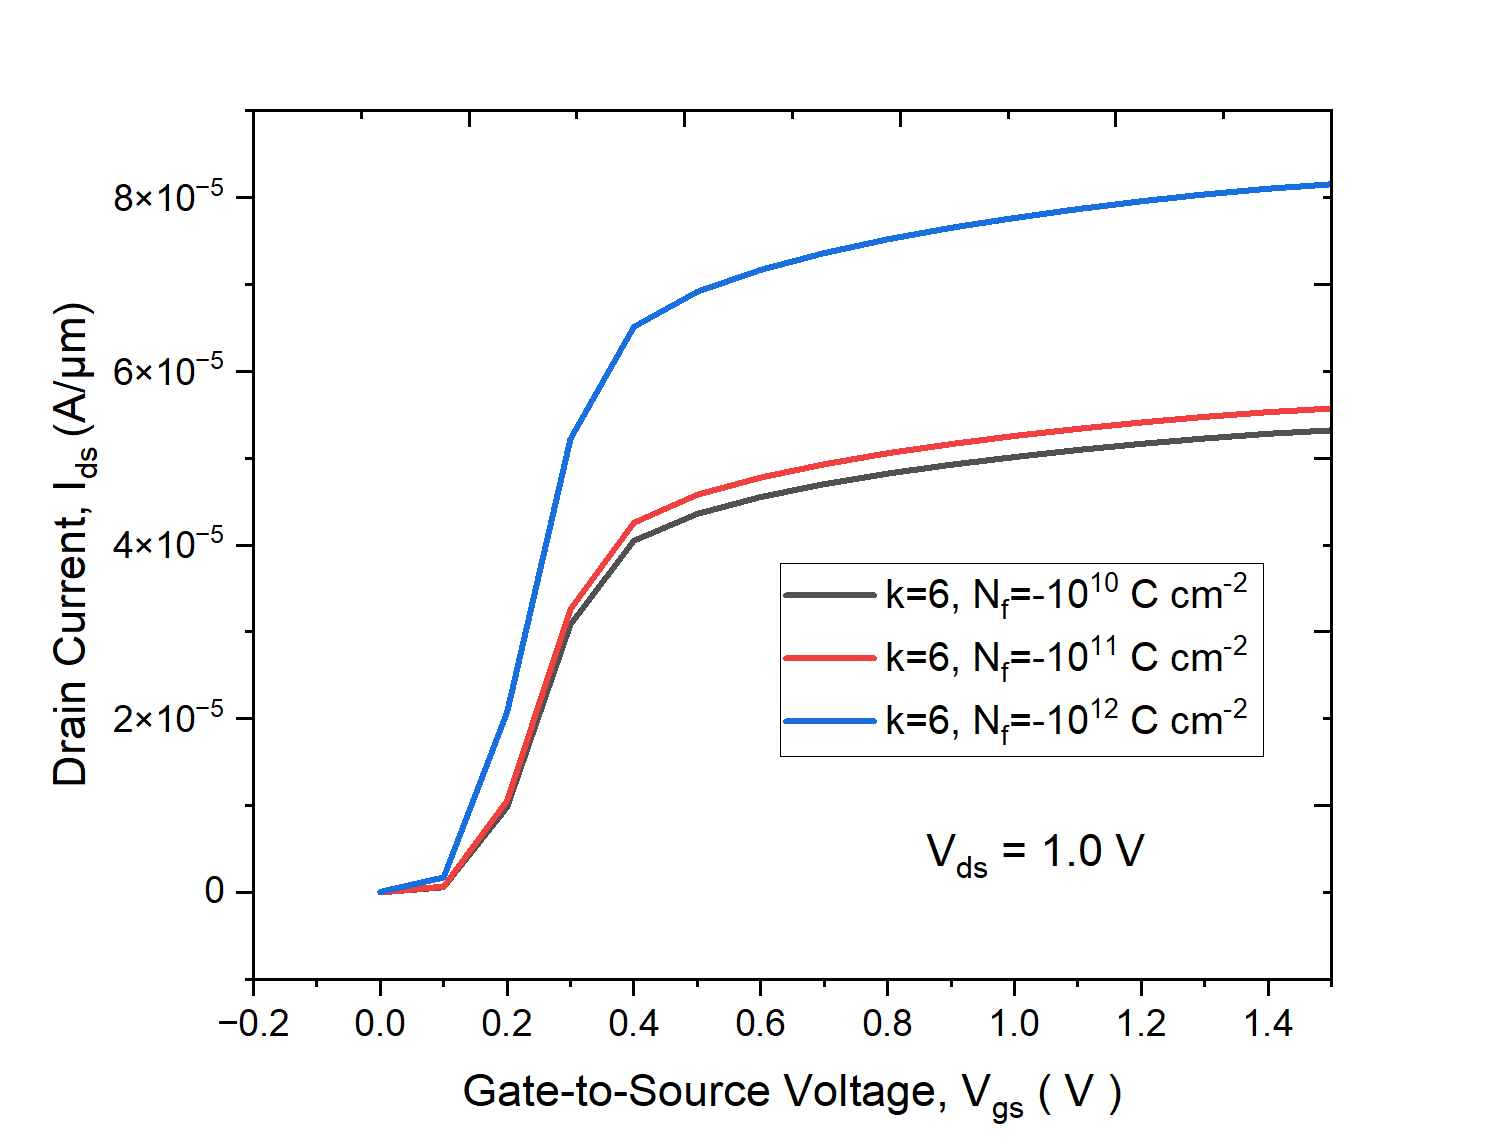 8×10⁻⁵
6×10⁻⁵
4×10⁻⁵
2×10⁻⁵
0
Drain Current, I_ds (A/μm)
k=6, N_f=-10¹⁰ C cm⁻²
k=6, N_f=-10¹¹ C cm⁻²
k=6, N_f=-10¹² C cm⁻²
V_ds = 1.0 V
−0.2 0.0 0.2 0.4 0.6 0.8 1.0 1.2 1.4
Gate-to-Source Voltage, V_gs ( V )